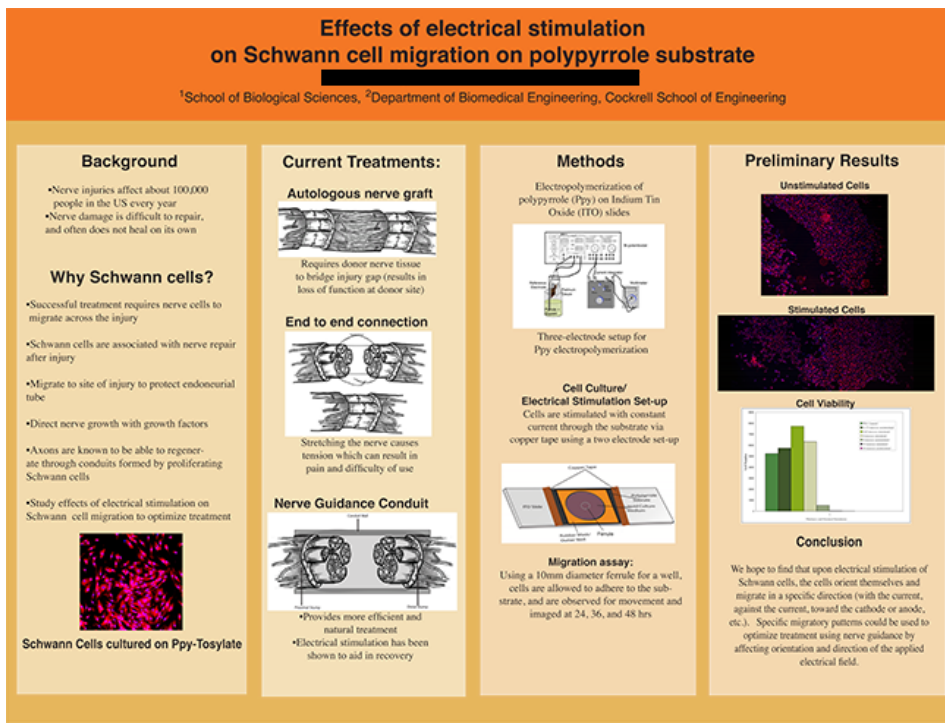 Effects of electrical stimulation
on Schwann cell migration on polypyrrole substrate
1School of Biological Sciences, 2Department of Biomedical Engineering, Cockrell School of Engineering
Background
•Nerve injuries affect about 100,000
people in the US every year
•Nerve damage is difficult to repair,
and often does not heal on its own
Why Schwann cells?
•Successful treatment requires nerve cells to
migrate across the injury
•Schwann cells are associated with nerve repair
after injury
•Migrate to site of injury to protect endoneurial
tube
•Direct nerve growth with growth factors
•Axons are known to be able to regener-
ate through conduits formed by proliferating
Schwann cells
•Study effects of electrical stimulation on
Schwann cell migration to optimize treatment
Schwann Cells cultured on Ppy-Tosylate
Current Treatments:
Autologous nerve graft
Requires donor nerve tissue
to bridge injury gap (results in
loss of function at donor site)
End to end connection
Stretching the nerve causes
tension which can result in
pain and difficulty of use
Nerve Guidance Conduit
•Provides more efficient and
natural treatment
•Electrical stimulation has been
shown to aid in recovery
Methods
Electropolymerization of
polypyrrole (Ppy) on Indium Tin
Oxide (ITO) slides
Three-electrode setup for
Ppy electropolymerization
Cell Culture/
Electrical Stimulation Set-up
Cells are stimulated with constant
current through the substrate via
copper tape using a two electrode set-up
Copper Tape
ITO Slide
Ferrule
Migration assay:
Using a 10mm diameter ferrule for a well,
cells are allowed to adhere to the sub-
strate, and are observed for movement and
imaged at 24, 36, and 48 hrs
Preliminary Results
Unstimulated Cells
Stimulated Cells
Cell Viability
Conclusion
We hope to find that upon electrical stimulation of
Schwann cells, the cells orient themselves and
migrate in a specific direction (with the current,
against the current, toward the cathode or anode,
etc.). Specific migratory patterns could be used to
optimize treatment using nerve guidance by
affecting orientation and direction of the applied
electrical field.